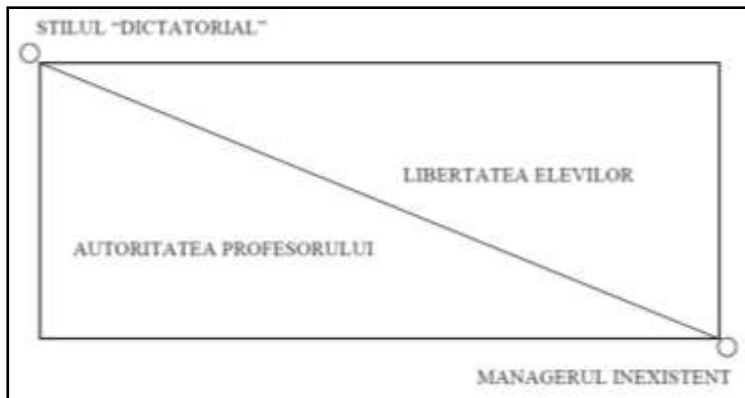 STILUL “DICTATORIAL”
LIBERTATEA ELEVILOR
AUTORITATEA PROFESORULUI
MANAGERUL INEXISTENT